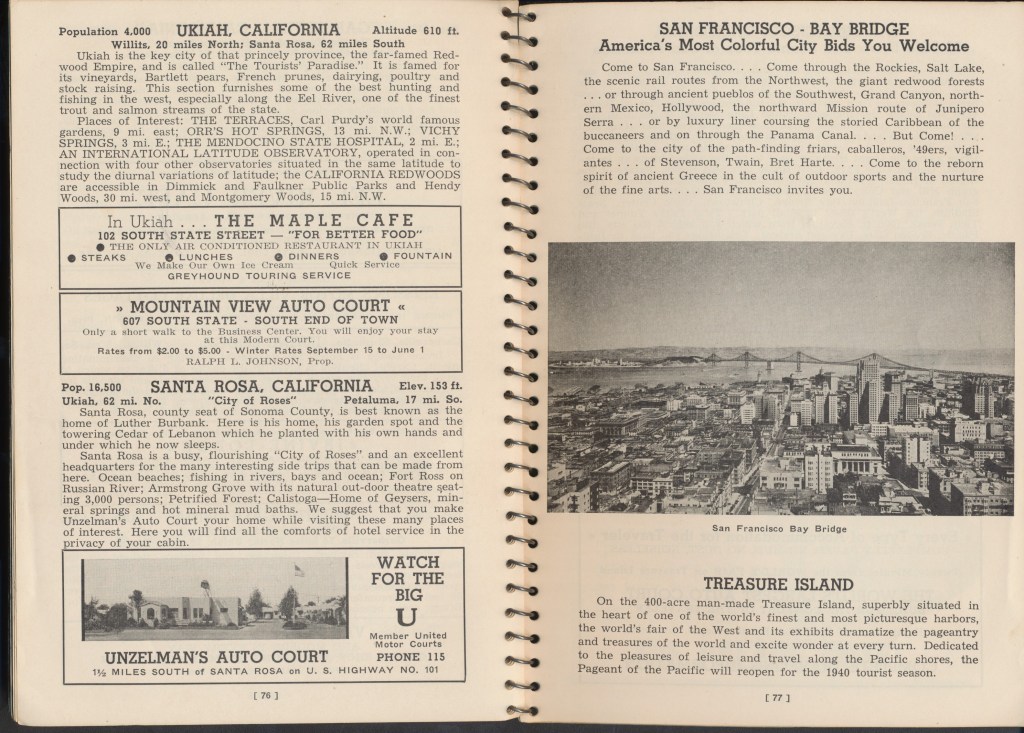 Population 4,000 UKIAH, CALIFORNIA Altitude 610 ft.
Willits, 20 miles North; Santa Rosa, 62 miles South
Ukiah is the key city of that princely province, the far-famed Red-
wood Empire, and is called "The Tourists' Paradise." It is famed for
its vineyards, Bartlett pears, French prunes, dairying, poultry and
stock raising. This section furnishes some of the best hunting and
fishing in the west, especially along the Eel River, one of the finest
trout and salmon streams of the state.
Places of Interest: THE TERRACES, Carl Purdy's world famous
gardens, 9 mi. east; ORR'S HOT SPRINGS, 13 mi. N.W.; VICHY
SPRINGS, 3 mi. E.; THE MENDOCINO STATE HOSPITAL, 2 mi. E.;
AN INTERNATIONAL LATITUDE OBSERVATORY, operated in con-
nection with four other observatories situated in the same latitude to
study the diurnal variations of latitude; the CALIFORNIA REDWOODS
are accessible in Dimmick and Faulkner Public Parks and Hendy
Woods, 30 mi. west, and Montgomery Woods, 15 mi. N.W.
In Ukiah . . . THE MAPLE CAFE
102 SOUTH STATE STREET — "FOR BETTER FOOD"
● THE ONLY AIR CONDITIONED RESTAURANT IN UKIAH
● STEAKS ● LUNCHES ● DINNERS ● FOUNTAIN
We Make Our Own Ice Cream Quick Service
GREYHOUND TOURING SERVICE
» MOUNTAIN VIEW AUTO COURT «
607 SOUTH STATE - SOUTH END OF TOWN
Only a short walk to the Business Center. You will enjoy your stay
at this Modern Court.
Rates from $2.00 to $5.00 - Winter Rates September 15 to June 1
RALPH L. JOHNSON, Prop.
Pop. 16,500 SANTA ROSA, CALIFORNIA Elev. 153 ft.
Ukiah, 62 mi. No. "City of Roses" Petaluma, 17 mi. So.
Santa Rosa, county seat of Sonoma County, is best known as the
home of Luther Burbank. Here is his home, his garden spot and the
towering Cedar of Lebanon which he planted with his own hands and
under which he now sleeps.
Santa Rosa is a busy, flourishing "City of Roses" and an excellent
headquarters for the many interesting side trips that can be made from
here. Ocean beaches; fishing in rivers, bays and ocean; Fort Ross on
Russian River; Armstrong Grove with its natural out-door theatre seat-
ing 3,000 persons; Petrified Forest; Calistoga—Home of Geysers, min-
eral springs and hot mineral mud baths. We suggest that you make
Unzelman's Auto Court your home while visiting these many places
of interest. Here you will find all the comforts of hotel service in the
privacy of your cabin.
WATCH
FOR THE
BIG
U
Member United
Motor Courts
UNZELMAN'S AUTO COURT PHONE 115
1½ MILES SOUTH of SANTA ROSA on U. S. HIGHWAY NO. 101
[ 76 ]
SAN FRANCISCO - BAY BRIDGE
America's Most Colorful City Bids You Welcome
Come to San Francisco. . . . Come through the Rockies, Salt Lake,
the scenic rail routes from the Northwest, the giant redwood forests
. . . or through ancient pueblos of the Southwest, Grand Canyon, north-
ern Mexico, Hollywood, the northward Mission route of Junipero
Serra . . . or by luxury liner coursing the storied Caribbean of the
buccaneers and on through the Panama Canal. . . . But Come! . . .
Come to the city of the path-finding friars, caballeros, '49ers, vigil-
antes . . . of Stevenson, Twain, Bret Harte. . . . Come to the reborn
spirit of ancient Greece in the cult of outdoor sports and the nurture
of the fine arts. . . . San Francisco invites you.
San Francisco Bay Bridge
TREASURE ISLAND
On the 400-acre man-made Treasure Island, superbly situated in
the heart of one of the world's finest and most picturesque harbors,
the world's fair of the West and its exhibits dramatize the pageantry
and treasures of the world and excite wonder at every turn. Dedicated
to the pleasures of leisure and travel along the Pacific shores, the
Pageant of the Pacific will reopen for the 1940 tourist season.
[ 77 ]